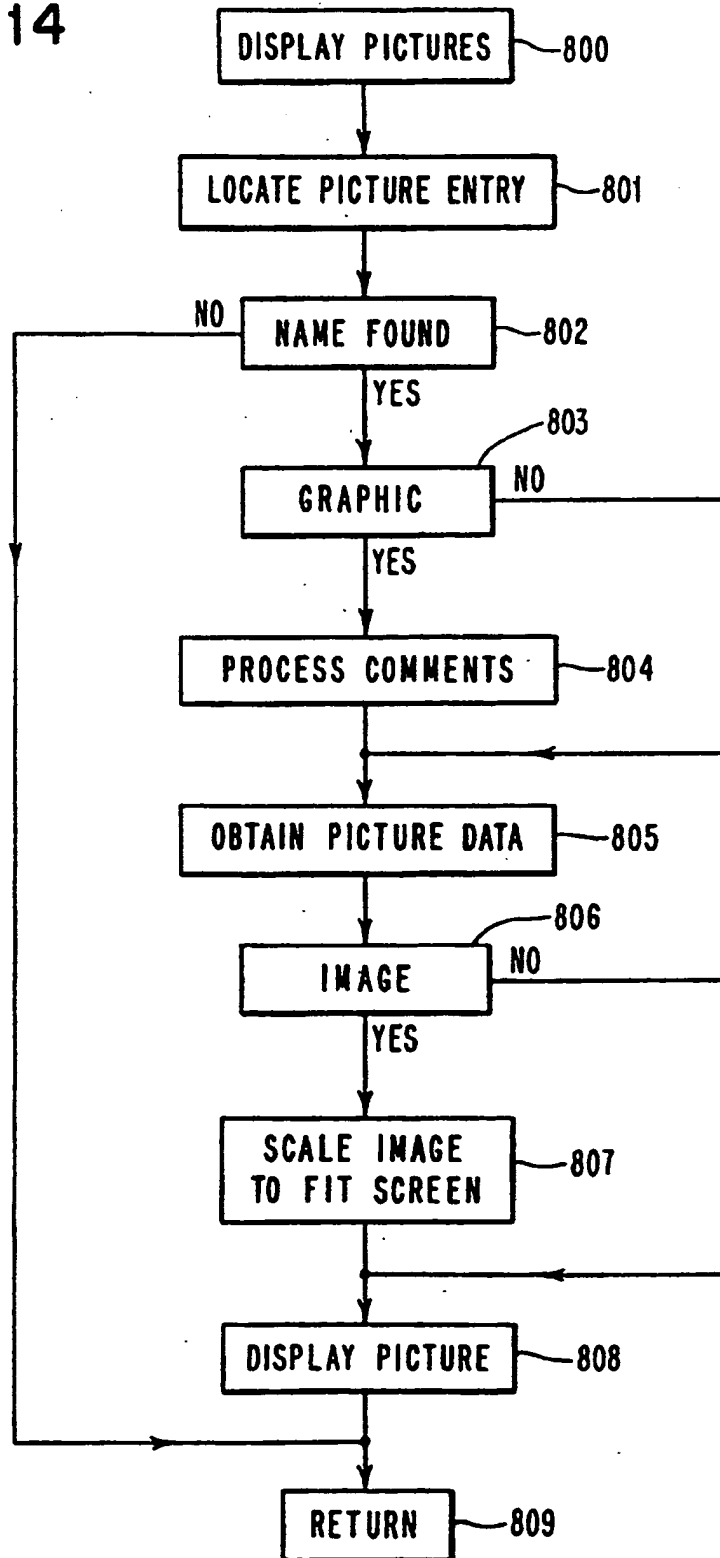 14
DISPLAY PICTURES 800
LOCATE PICTURE ENTRY 801
NO
NAME FOUND 802
YES
803
GRAPHIC NO
YES
PROCESS COMMENTS 804
OBTAIN PICTURE DATA 805
806
IMAGE NO
YES
SCALE IMAGE
TO FIT SCREEN 807
DISPLAY PICTURE 808
RETURN 809